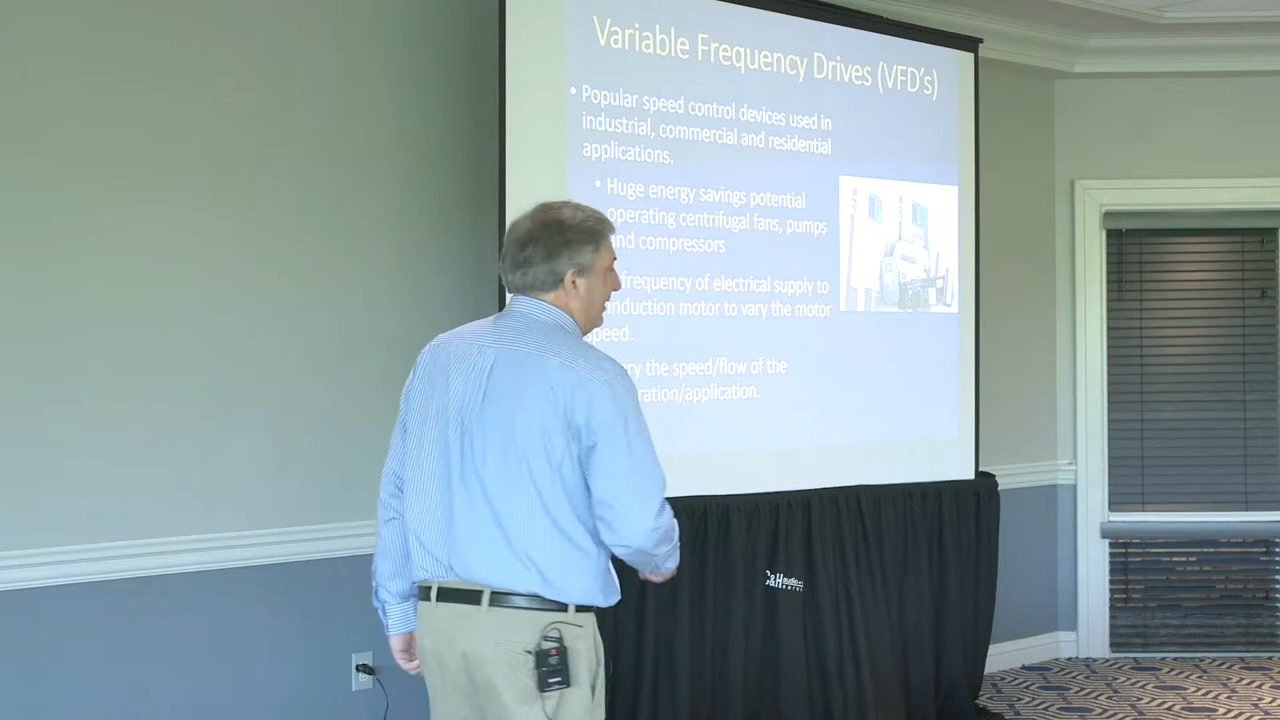 Variable Frequency Drives (VFD's)
• Popular speed control devices used in
industrial, commercial and residential
applications.
• Huge energy savings potential
operating centrifugal fans, pumps
and compressors
frequency of electrical supply to
induction motor to vary the motor
speed.
the speed/flow of the
&H audio